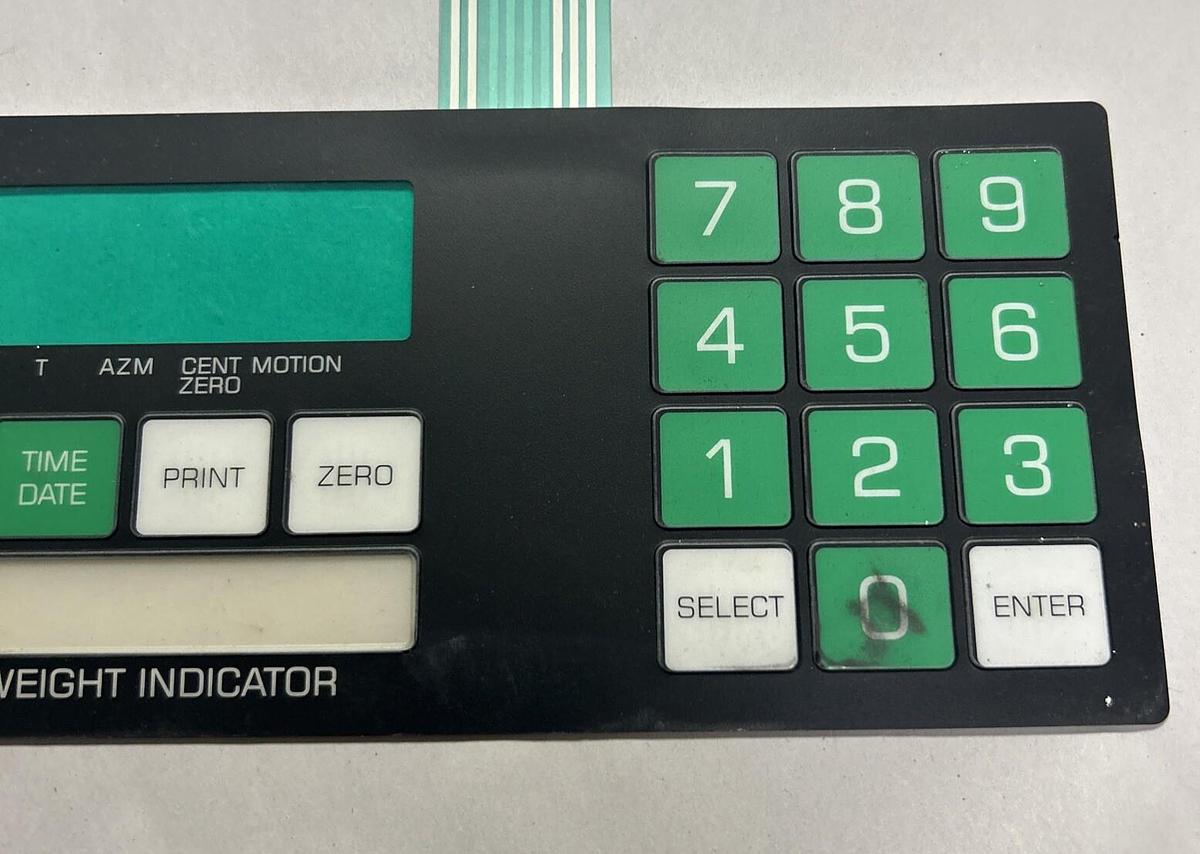 7 8 9
4 5 6
T AZM CENT MOTION
ZERO
TIME
DATE
PRINT
ZERO
1 2 3
SELECT 0 ENTER
WEIGHT INDICATOR